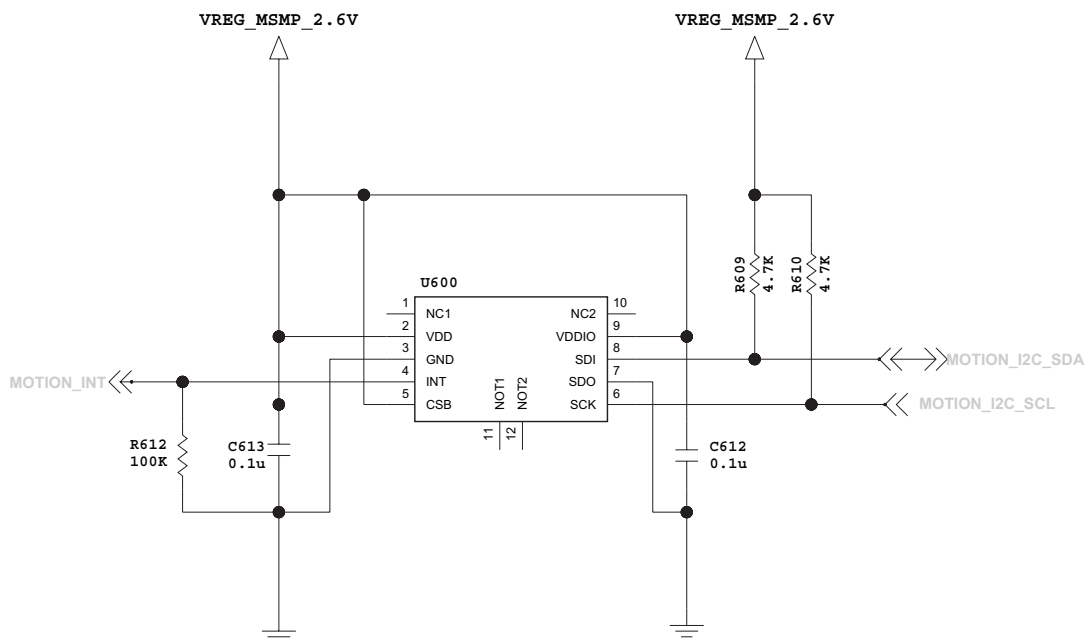 VREG_MSMP_2.6V
VREG_MSMP_2.6V
R609
4.7K
R610
4.7K
U600
1
NC1
NC2
10
2
VDD
VDDIO
9
3
GND
SDI
8
MOTION_I2C_SDA
MOTION_INT
4
INT
SDO
7
5
CSB
SCK
6
MOTION_I2C_SCL
NOT1
NOT2
11
12
R612
100K
C613
0.1u
C612
0.1u